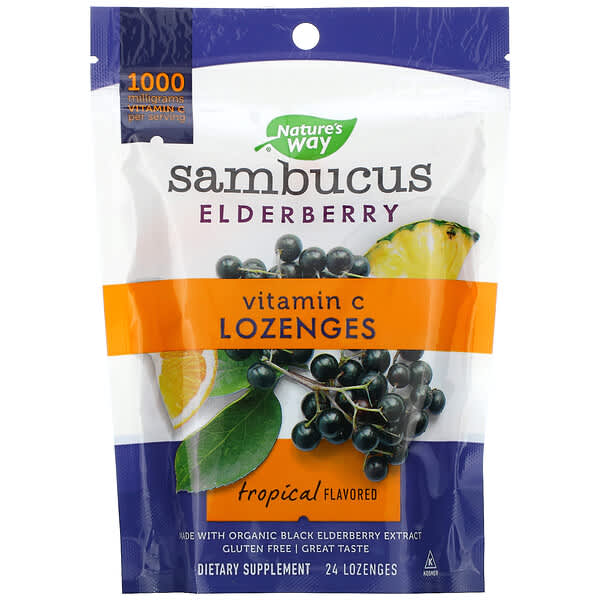 1000
milligrams
VITAMIN C
per serving
Nature's
Way®
sambucus
ELDERBERRY
vitamin c
LOZENGES
tropical FLAVORED
MADE WITH ORGANIC BLACK ELDERBERRY EXTRACT
GLUTEN FREE | GREAT TASTE
DIETARY SUPPLEMENT 24 LOZENGES
K
KOSHER